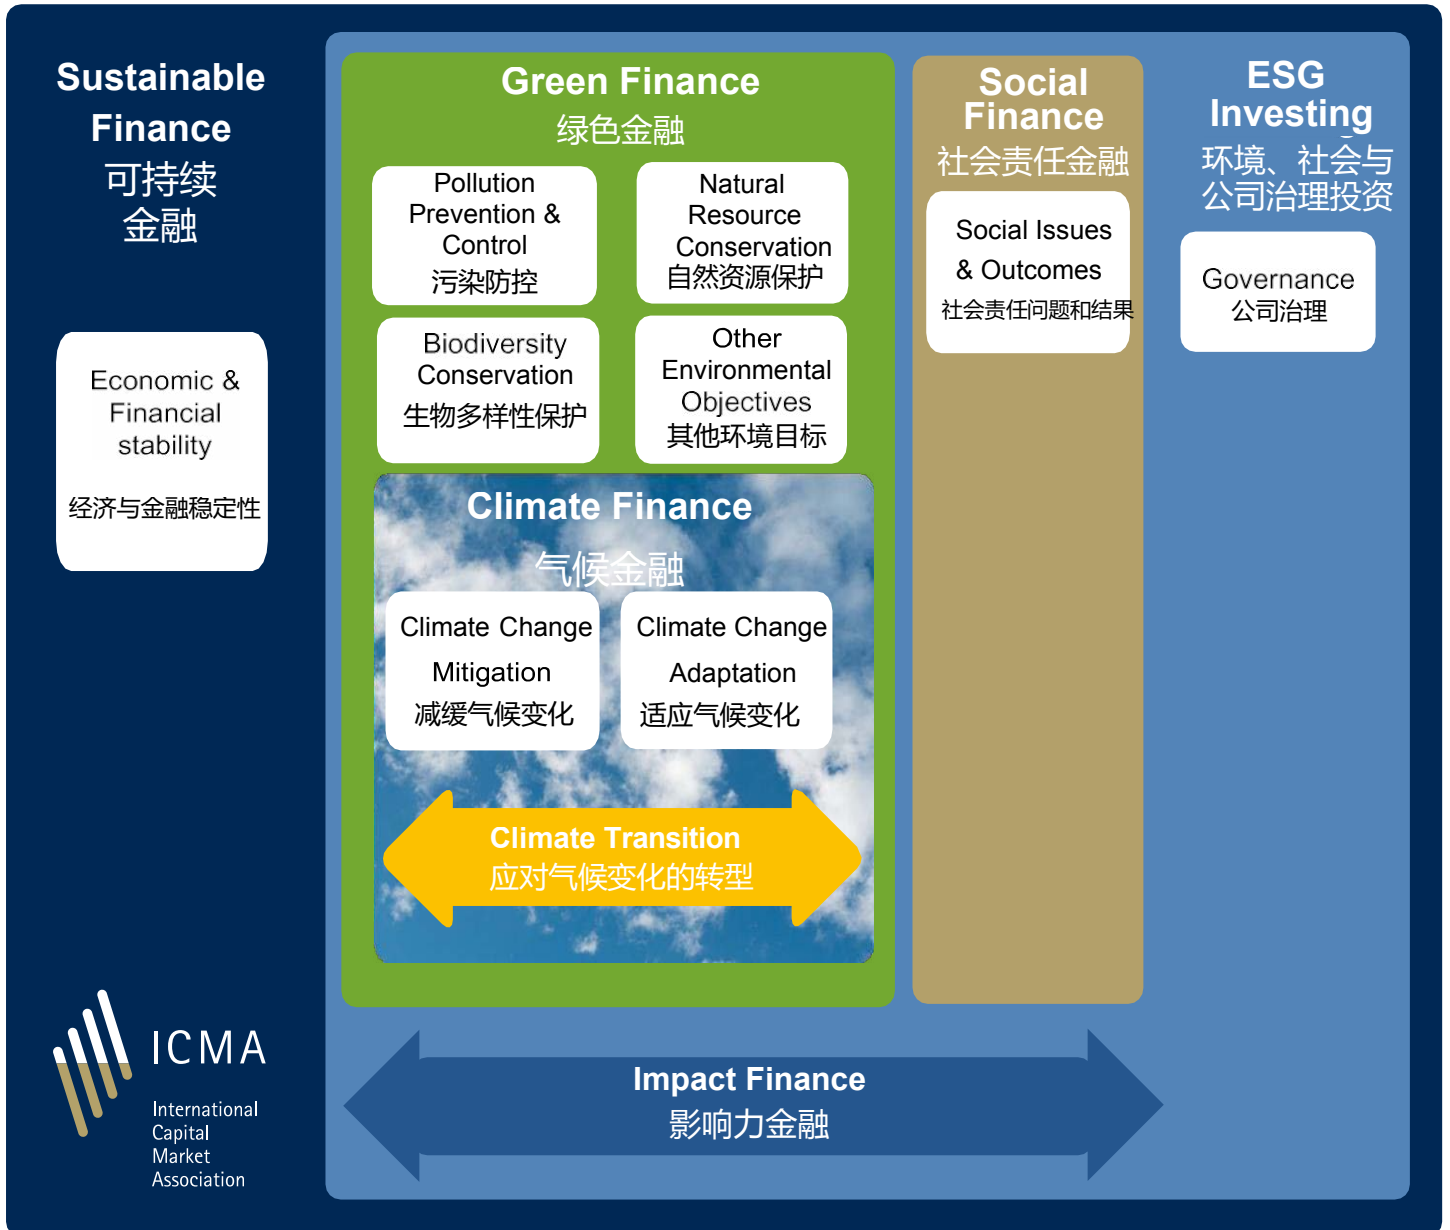 Sustainable
Finance
可持续
金融
Economic &
Financial
stability
经济与金融稳定性
Green Finance
绿色金融
Pollution
Prevention &
Control
污染防控
Natural
Resource
Conservation
自然资源保护
Biodiversity
Conservation
生物多样性保护
Other
Environmental
Objectives
其他环境目标
Climate Finance
气候金融
Climate Change
Mitigation
减缓气候变化
Climate Change
Adaptation
适应气候变化
Climate Transition
应对气候变化的转型
Social
Finance
社会责任金融
Social Issues
& Outcomes
社会责任问题和结果
ESG
Investing
环境、社会与
公司治理投资
Governance
公司治理
Impact Finance
影响力金融
ICMA
International
Capital
Market
Association